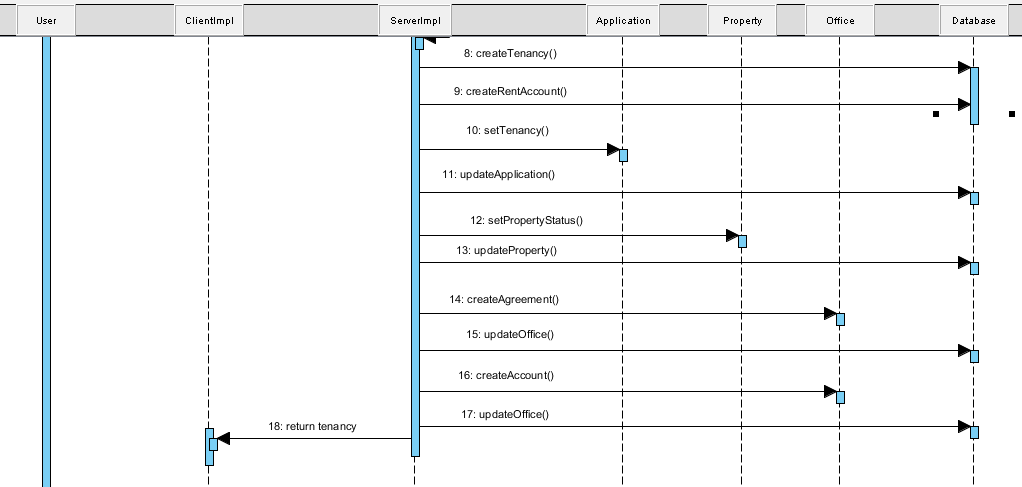 User
ClientImpl
ServerImpl
Application
Property
Office
Database
8: createTenancy()
9: createRentAccount()
10: setTenancy()
11: updateApplication()
12: setPropertyStatus()
13: updateProperty()
14: createAgreement()
15: updateOffice()
16: createAccount()
17: updateOffice()
18: return tenancy